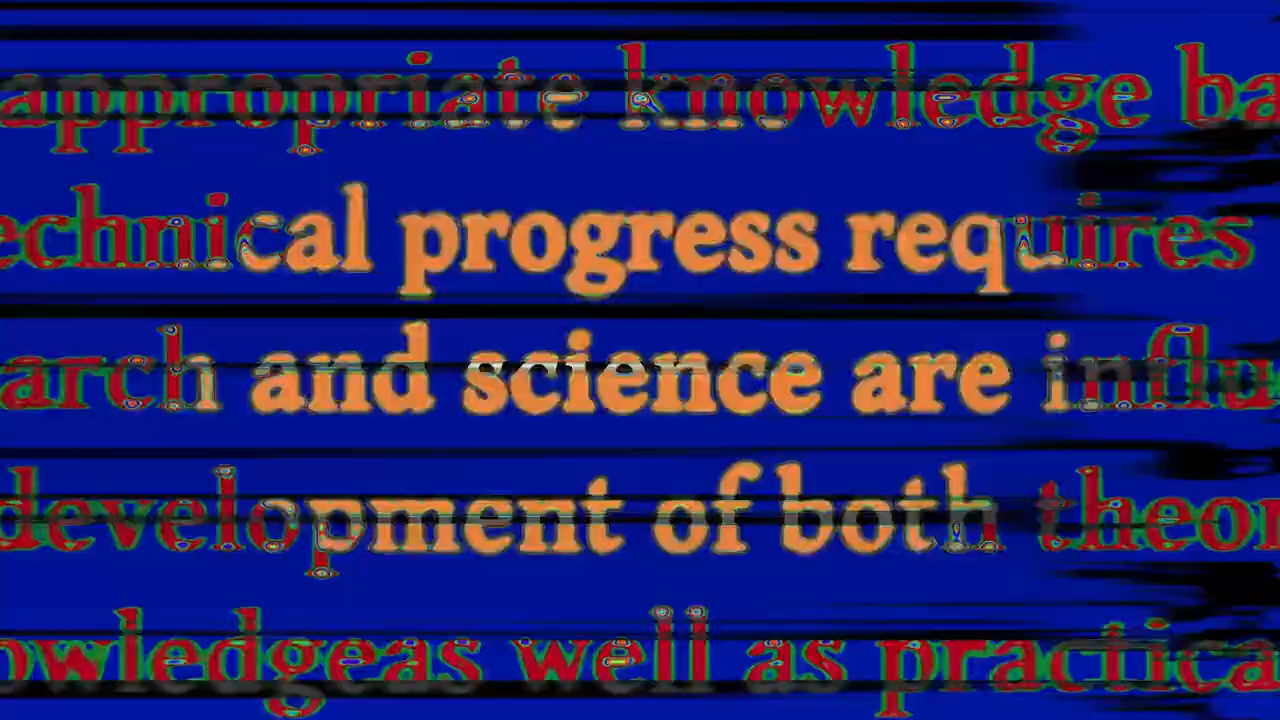 appropriate knowledge ba
echnical progress requires
arch and science are influ
development of both theor
owledgeas well as practica